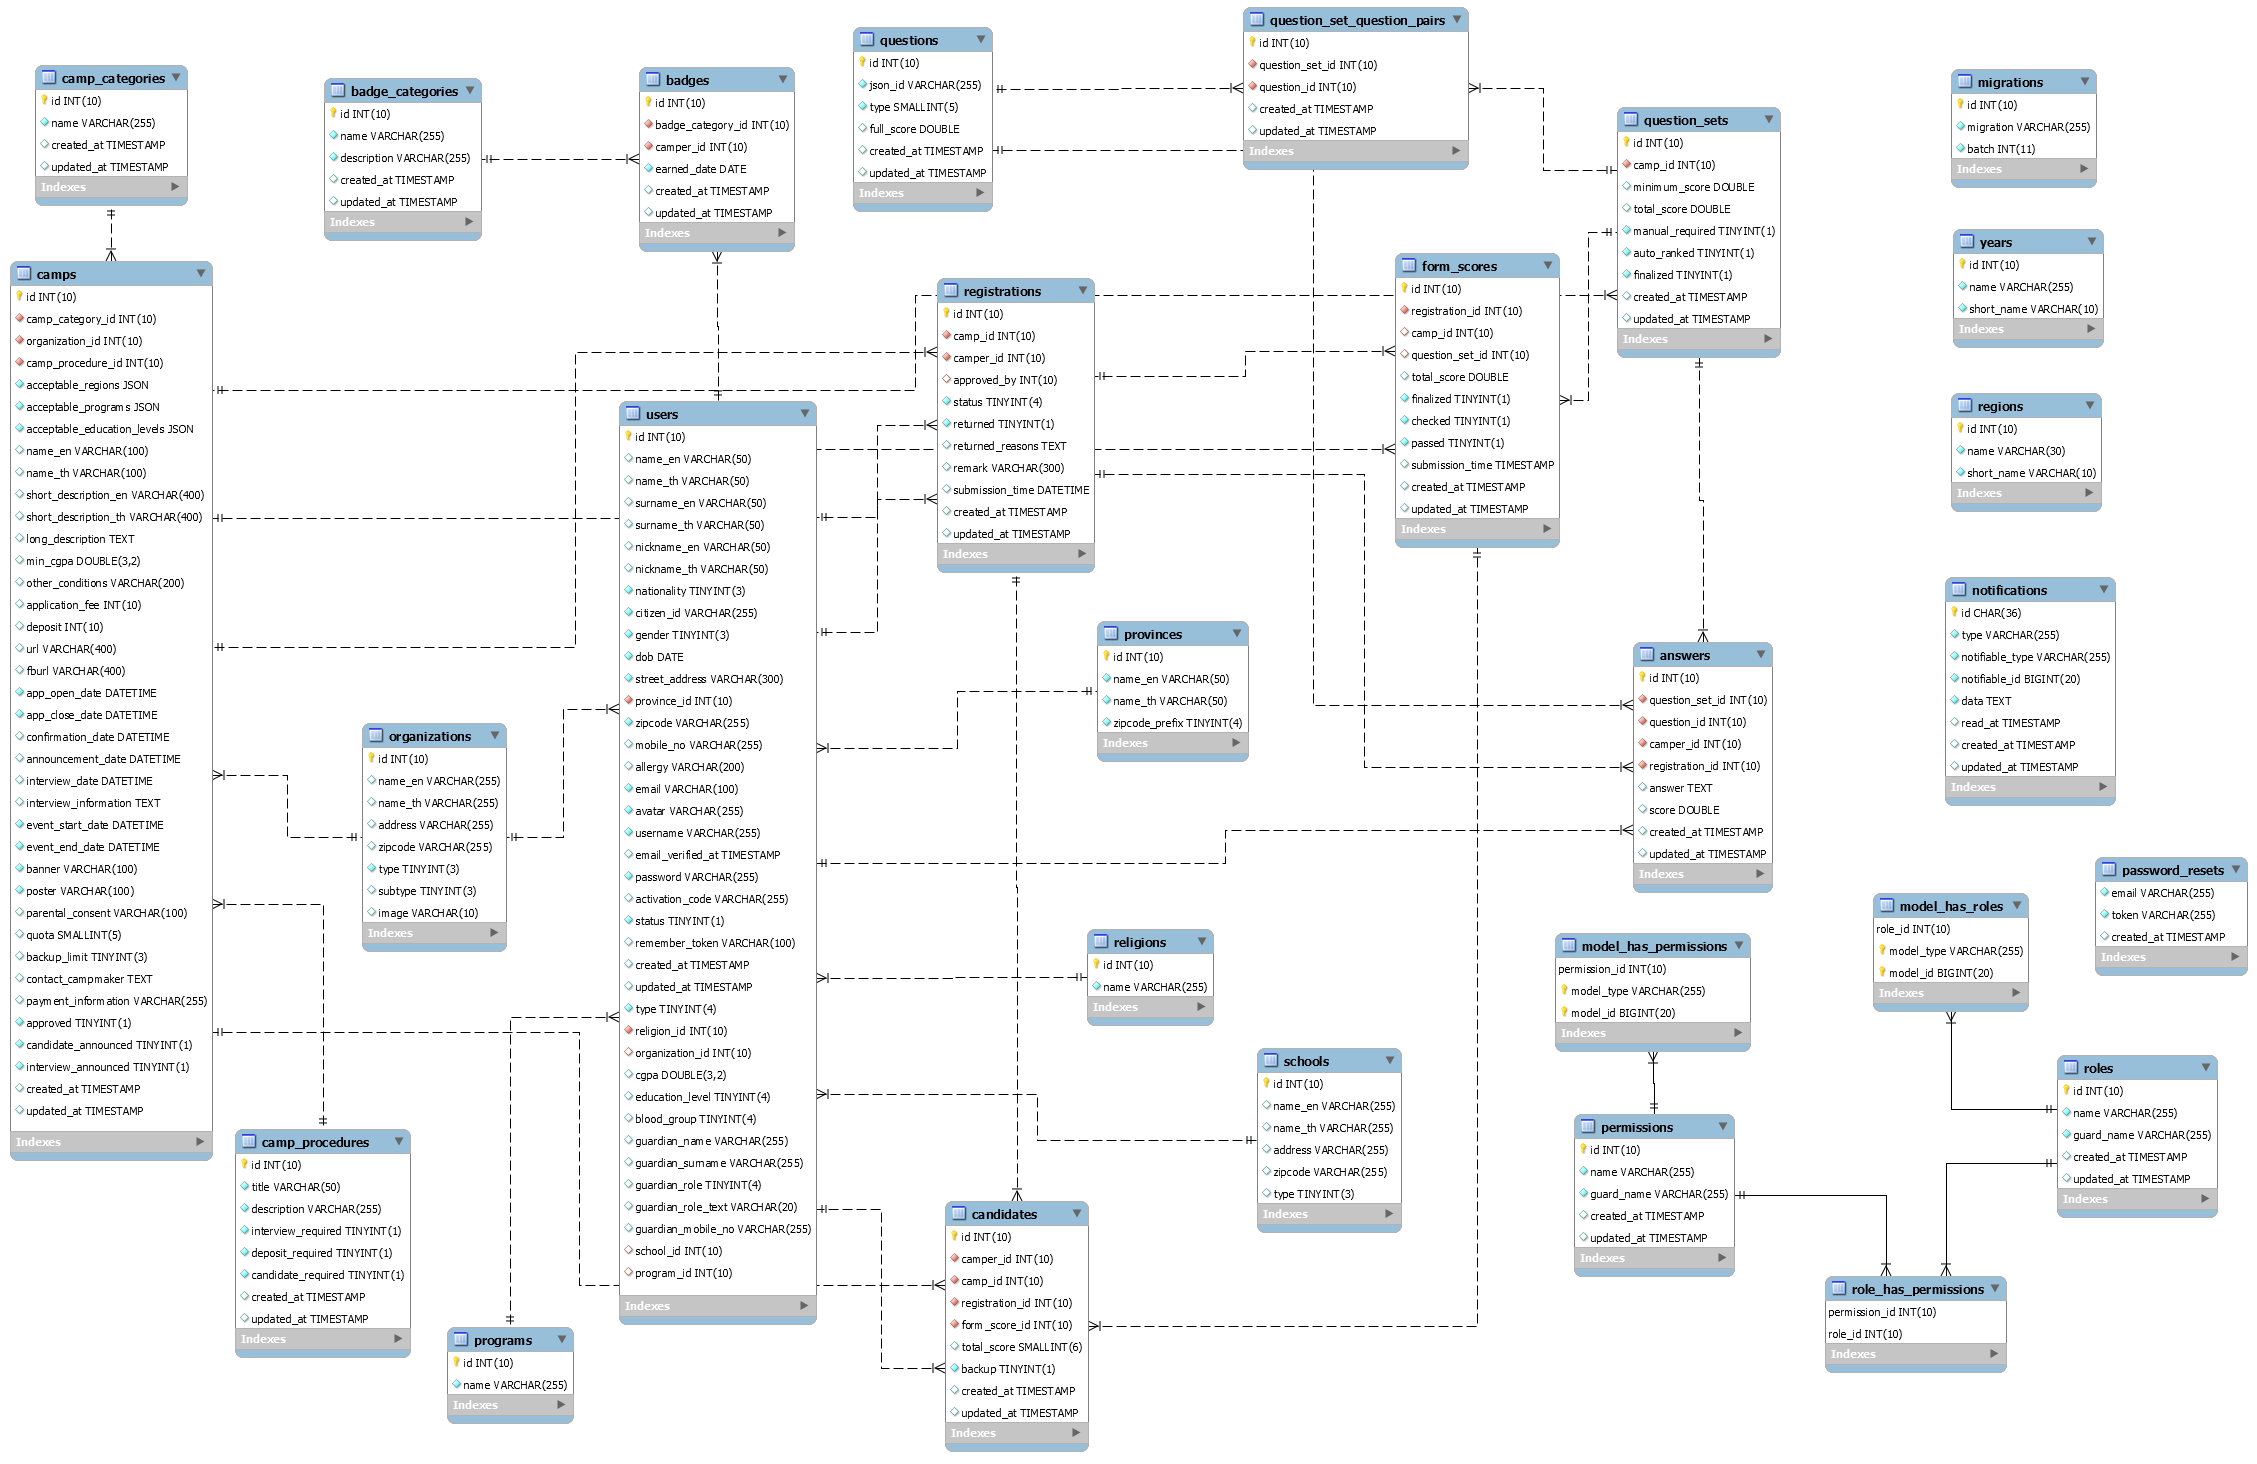 camp_categories
id INT(10)
name VARCHAR(255)
created_at TIMESTAMP
updated_at TIMESTAMP
Indexes
badge_categories
id INT(10)
name VARCHAR(255)
description VARCHAR(255)
created_at TIMESTAMP
updated_at TIMESTAMP
Indexes
badges
id INT(10)
badge_category_id INT(10)
camper_id INT(10)
earned_date DATE
created_at TIMESTAMP
updated_at TIMESTAMP
Indexes
questions
id INT(10)
json_id VARCHAR(255)
type SMALLINT(5)
full_score DOUBLE
created_at TIMESTAMP
updated_at TIMESTAMP
Indexes
question_set_question_pairs
id INT(10)
question_set_id INT(10)
question_id INT(10)
created_at TIMESTAMP
updated_at TIMESTAMP
Indexes
question_sets
id INT(10)
camp_id INT(10)
minimum_score DOUBLE
total_score DOUBLE
manual_required TINYINT(1)
auto_ranked TINYINT(1)
finalized TINYINT(1)
created_at TIMESTAMP
updated_at TIMESTAMP
Indexes
migrations
id INT(10)
migration VARCHAR(255)
batch INT(11)
Indexes
years
id INT(10)
name VARCHAR(255)
short_name VARCHAR(10)
Indexes
camps
id INT(10)
camp_category_id INT(10)
organization_id INT(10)
camp_procedure_id INT(10)
acceptable_regions JSON
acceptable_programs JSON
acceptable_education_levels JSON
name_en VARCHAR(100)
name_th VARCHAR(100)
short_description_en VARCHAR(400)
short_description_th VARCHAR(400)
long_description TEXT
min_cgpa DOUBLE(3,2)
other_conditions VARCHAR(200)
application_fee INT(10)
deposit INT(10)
url VARCHAR(400)
fburl VARCHAR(400)
app_open_date DATETIME
app_close_date DATETIME
confirmation_date DATETIME
announcement_date DATETIME
interview_date DATETIME
interview_information TEXT
event_start_date DATETIME
event_end_date DATETIME
banner VARCHAR(100)
poster VARCHAR(100)
parental_consent VARCHAR(100)
quota SMALLINT(5)
backup_limit TINYINT(3)
contact_campmaker TEXT
payment_information VARCHAR(255)
approved TINYINT(1)
candidate_announced TINYINT(1)
interview_announced TINYINT(1)
created_at TIMESTAMP
updated_at TIMESTAMP
Indexes
registrations
id INT(10)
camp_id INT(10)
camper_id INT(10)
approved_by INT(10)
status TINYINT(4)
returned TINYINT(1)
returned_reasons TEXT
remark VARCHAR(300)
submission_time DATETIME
created_at TIMESTAMP
updated_at TIMESTAMP
Indexes
form_scores
id INT(10)
registration_id INT(10)
camp_id INT(10)
question_set_id INT(10)
total_score DOUBLE
finalized TINYINT(1)
checked TINYINT(1)
passed TINYINT(1)
submission_time TIMESTAMP
created_at TIMESTAMP
updated_at TIMESTAMP
Indexes
regions
id INT(10)
name VARCHAR(30)
short_name VARCHAR(10)
Indexes
users
id INT(10)
name_en VARCHAR(50)
name_th VARCHAR(50)
surname_en VARCHAR(50)
surname_th VARCHAR(50)
nickname_en VARCHAR(50)
nickname_th VARCHAR(50)
nationality TINYINT(3)
citizen_id VARCHAR(255)
gender TINYINT(3)
dob DATE
street_address VARCHAR(300)
province_id INT(10)
zipcode VARCHAR(255)
mobile_no VARCHAR(255)
allergy VARCHAR(200)
email VARCHAR(100)
avatar VARCHAR(255)
username VARCHAR(255)
email_verified_at TIMESTAMP
password VARCHAR(255)
activation_code VARCHAR(255)
status TINYINT(1)
remember_token VARCHAR(100)
created_at TIMESTAMP
updated_at TIMESTAMP
type TINYINT(4)
religion_id INT(10)
organization_id INT(10)
cgpa DOUBLE(3,2)
education_level TINYINT(4)
blood_group TINYINT(4)
guardian_name VARCHAR(255)
guardian_surname VARCHAR(255)
guardian_role TINYINT(4)
guardian_role_text VARCHAR(20)
guardian_mobile_no VARCHAR(255)
school_id INT(10)
program_id INT(10)
Indexes
notifications
id CHAR(36)
type VARCHAR(255)
notifiable_type VARCHAR(255)
notifiable_id BIGINT(20)
data TEXT
read_at TIMESTAMP
created_at TIMESTAMP
updated_at TIMESTAMP
Indexes
provinces
id INT(10)
name_en VARCHAR(50)
name_th VARCHAR(50)
zipcode_prefix TINYINT(4)
Indexes
answers
id INT(10)
question_set_id INT(10)
question_id INT(10)
camper_id INT(10)
registration_id INT(10)
answer TEXT
score DOUBLE
created_at TIMESTAMP
updated_at TIMESTAMP
Indexes
organizations
id INT(10)
name_en VARCHAR(255)
name_th VARCHAR(255)
address VARCHAR(255)
zipcode VARCHAR(255)
type TINYINT(3)
subtype TINYINT(3)
image VARCHAR(10)
Indexes
password_resets
email VARCHAR(255)
token VARCHAR(255)
created_at TIMESTAMP
Indexes
model_has_roles
role_id INT(10)
model_type VARCHAR(255)
model_id BIGINT(20)
Indexes
religions
id INT(10)
name VARCHAR(255)
Indexes
model_has_permissions
permission_id INT(10)
model_type VARCHAR(255)
model_id BIGINT(20)
Indexes
schools
id INT(10)
name_en VARCHAR(255)
name_th VARCHAR(255)
address VARCHAR(255)
zipcode VARCHAR(255)
type TINYINT(3)
Indexes
roles
id INT(10)
name VARCHAR(255)
guard_name VARCHAR(255)
created_at TIMESTAMP
updated_at TIMESTAMP
Indexes
permissions
id INT(10)
name VARCHAR(255)
guard_name VARCHAR(255)
created_at TIMESTAMP
updated_at TIMESTAMP
Indexes
camp_procedures
id INT(10)
title VARCHAR(50)
description VARCHAR(255)
interview_required TINYINT(1)
deposit_required TINYINT(1)
candidate_required TINYINT(1)
created_at TIMESTAMP
updated_at TIMESTAMP
Indexes
candidates
id INT(10)
camper_id INT(10)
camp_id INT(10)
registration_id INT(10)
form_score_id INT(10)
total_score SMALLINT(6)
backup TINYINT(1)
created_at TIMESTAMP
updated_at TIMESTAMP
Indexes
role_has_permissions
permission_id INT(10)
role_id INT(10)
Indexes
programs
id INT(10)
name VARCHAR(255)
Indexes